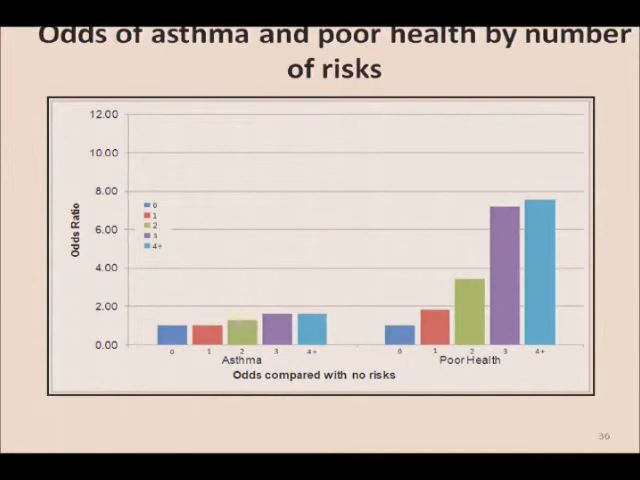 Odds of asthma and poor health by number
of risks
12.00
10.00
8.00
6.00
4.00
2.00
0.00
Odds Ratio
0
1
2
3
4+
0 1 2 3 4+ 0 1 2 3 4+
Asthma Poor Health
Odds compared with no risks
36